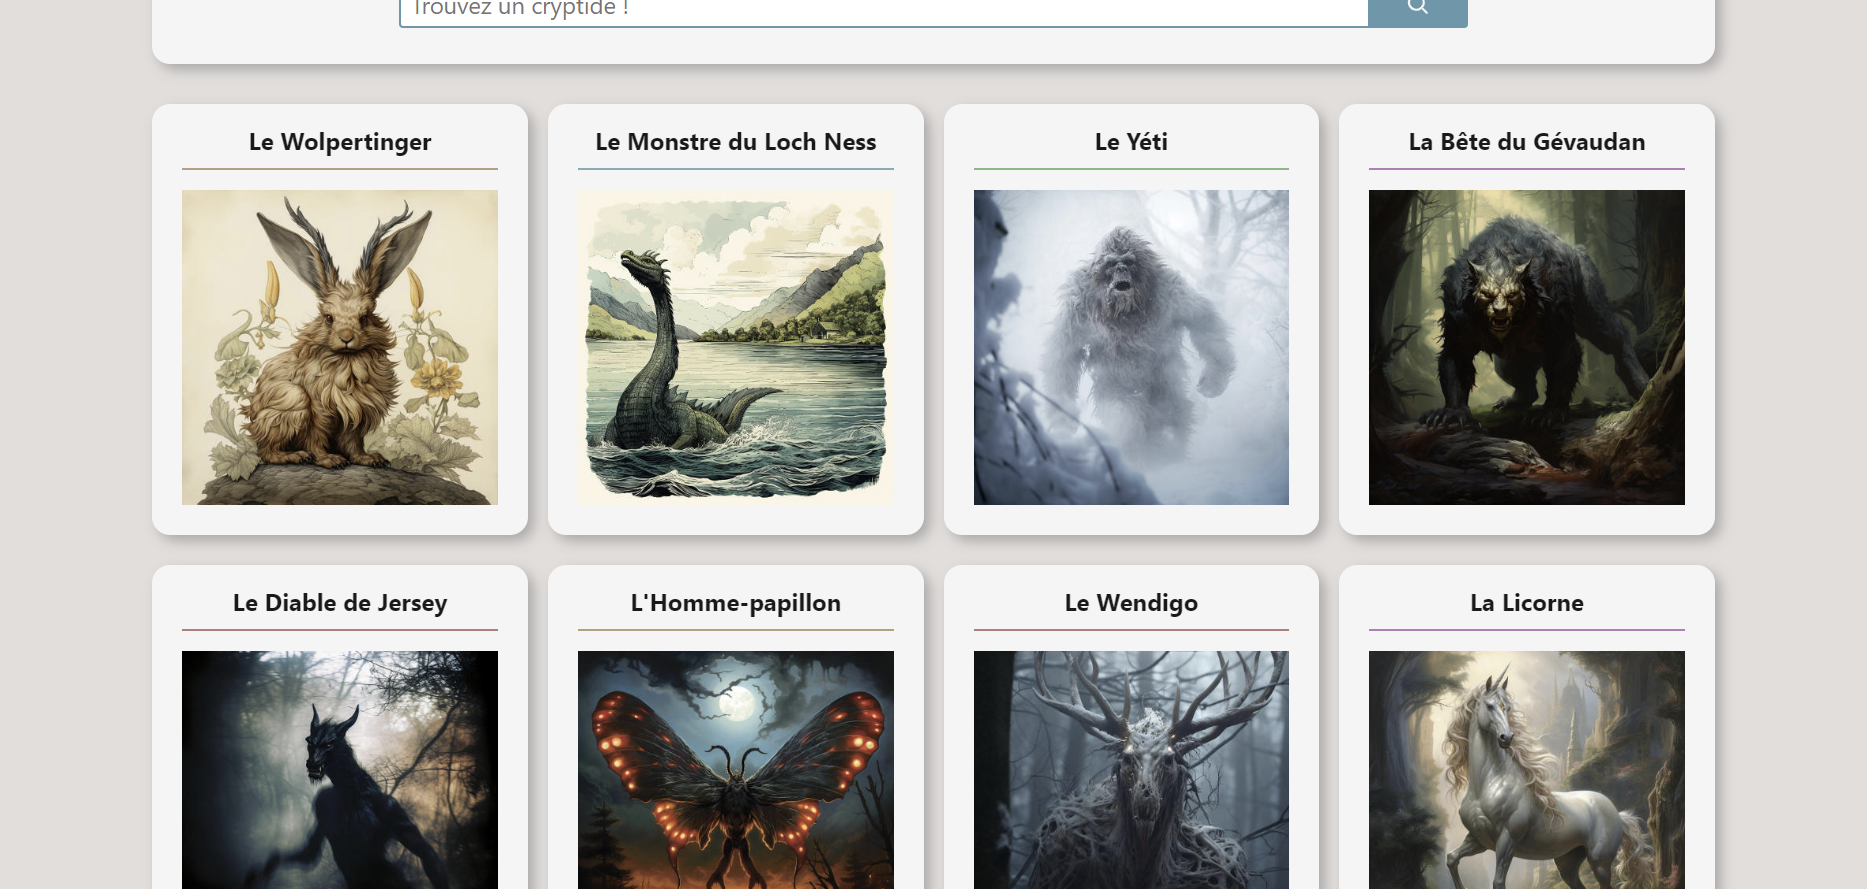 Trouvez un cryptide !
Le Wolpertinger
Le Monstre du Loch Ness
Le Yéti
La Bête du Gévaudan
Le Diable de Jersey
L'Homme-papillon
Le Wendigo
La Licorne